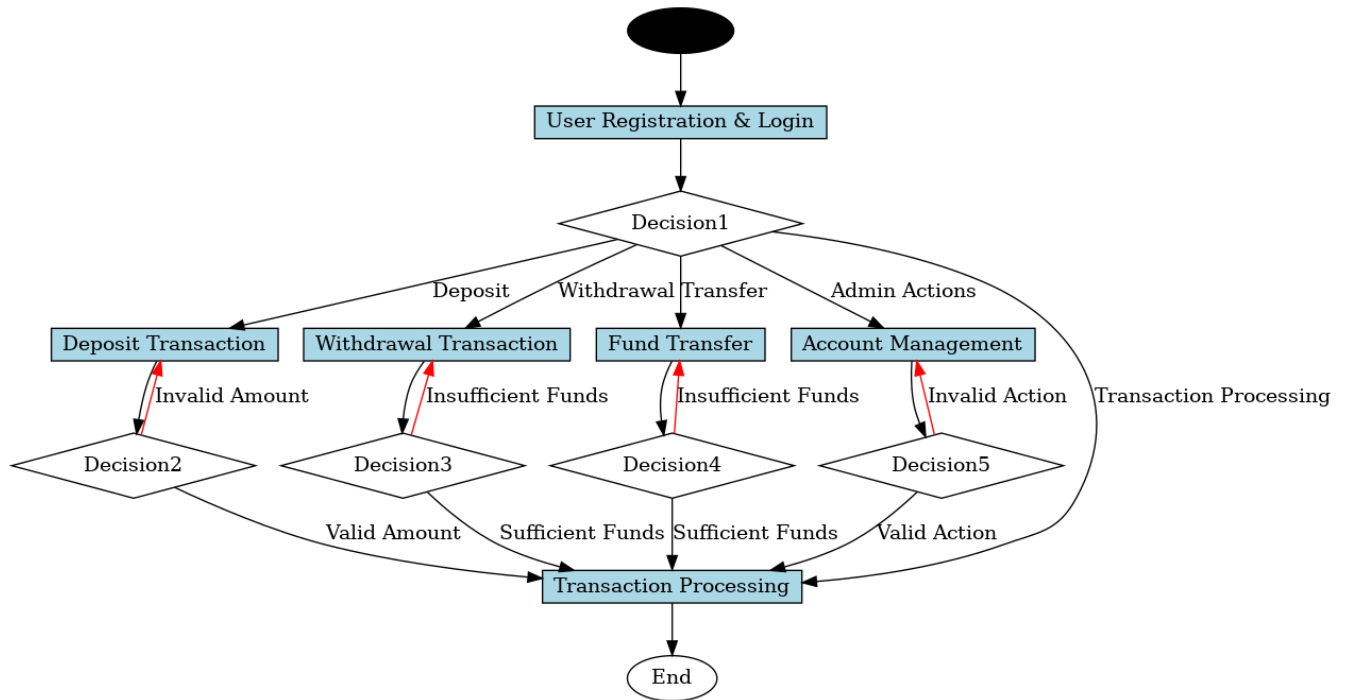 User Registration & Login
Decision1
Deposit
Withdrawal
Transfer
Admin Actions
Deposit Transaction
Withdrawal Transaction
Fund Transfer
Account Management
Invalid Amount
Insufficient Funds
Insufficient Funds
Invalid Action
Transaction Processing
Decision2
Decision3
Decision4
Decision5
Valid Amount
Sufficient Funds
Sufficient Funds
Valid Action
Transaction Processing
End